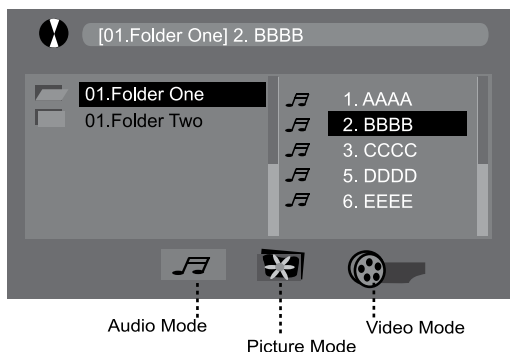 [01.Folder One] 2. BBBB
01.Folder One
01.Folder Two
1. AAAA
2. BBBB
3. CCCC
5. DDDD
6. EEEE
Audio Mode
Picture Mode
Video Mode